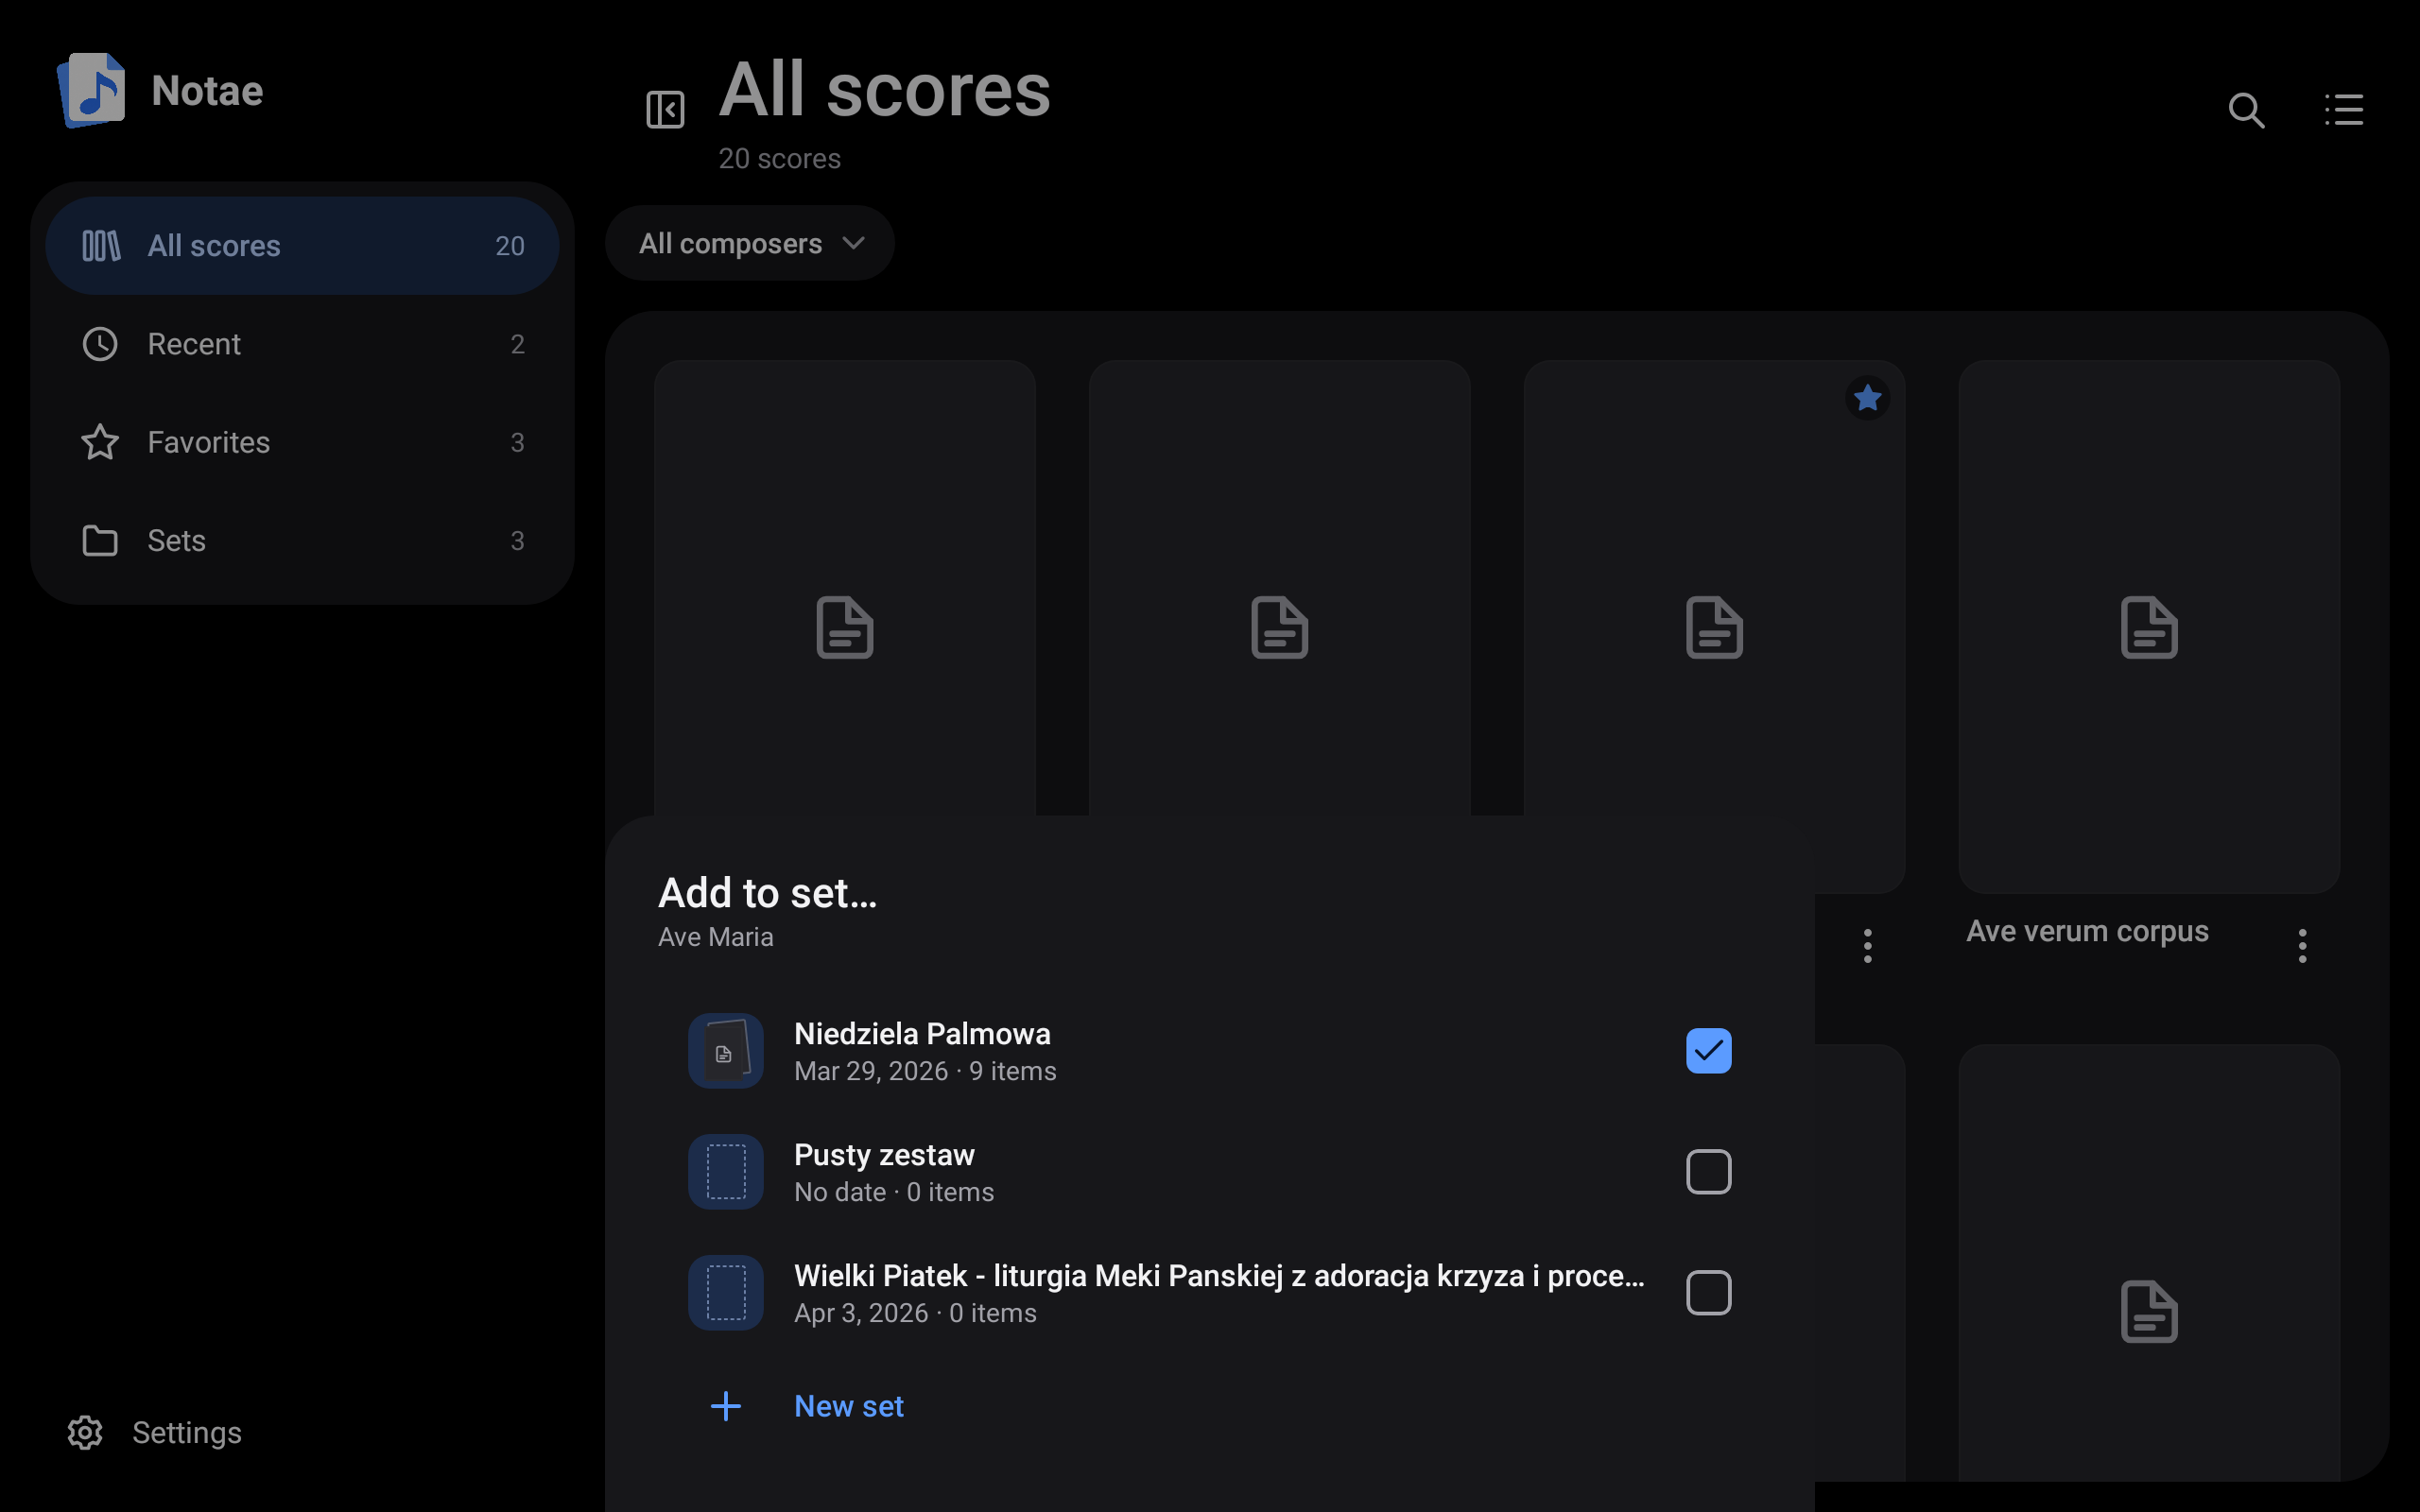 Notae
All scores
20 scores
All scores 20
Recent 2
Favorites 3
Sets 3
All composers
Ave verum corpus
Add to set...
Ave Maria
Niedziela Palmowa
Mar 29, 2026 · 9 items
Pusty zestaw
No date · 0 items
Wielki Piatek - liturgia Meki Panskiej z adoracja krzyza i proce...
Apr 3, 2026 · 0 items
New set
Settings